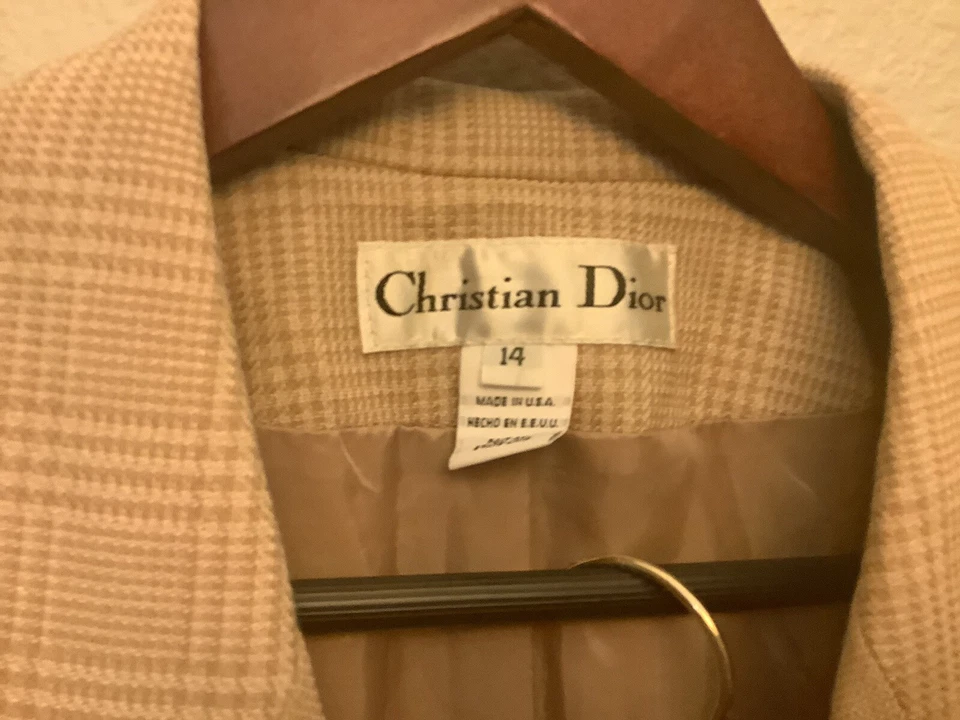 Christian Dior
14
MADE IN U.S.A.
HECHO EN E.E.U.U.